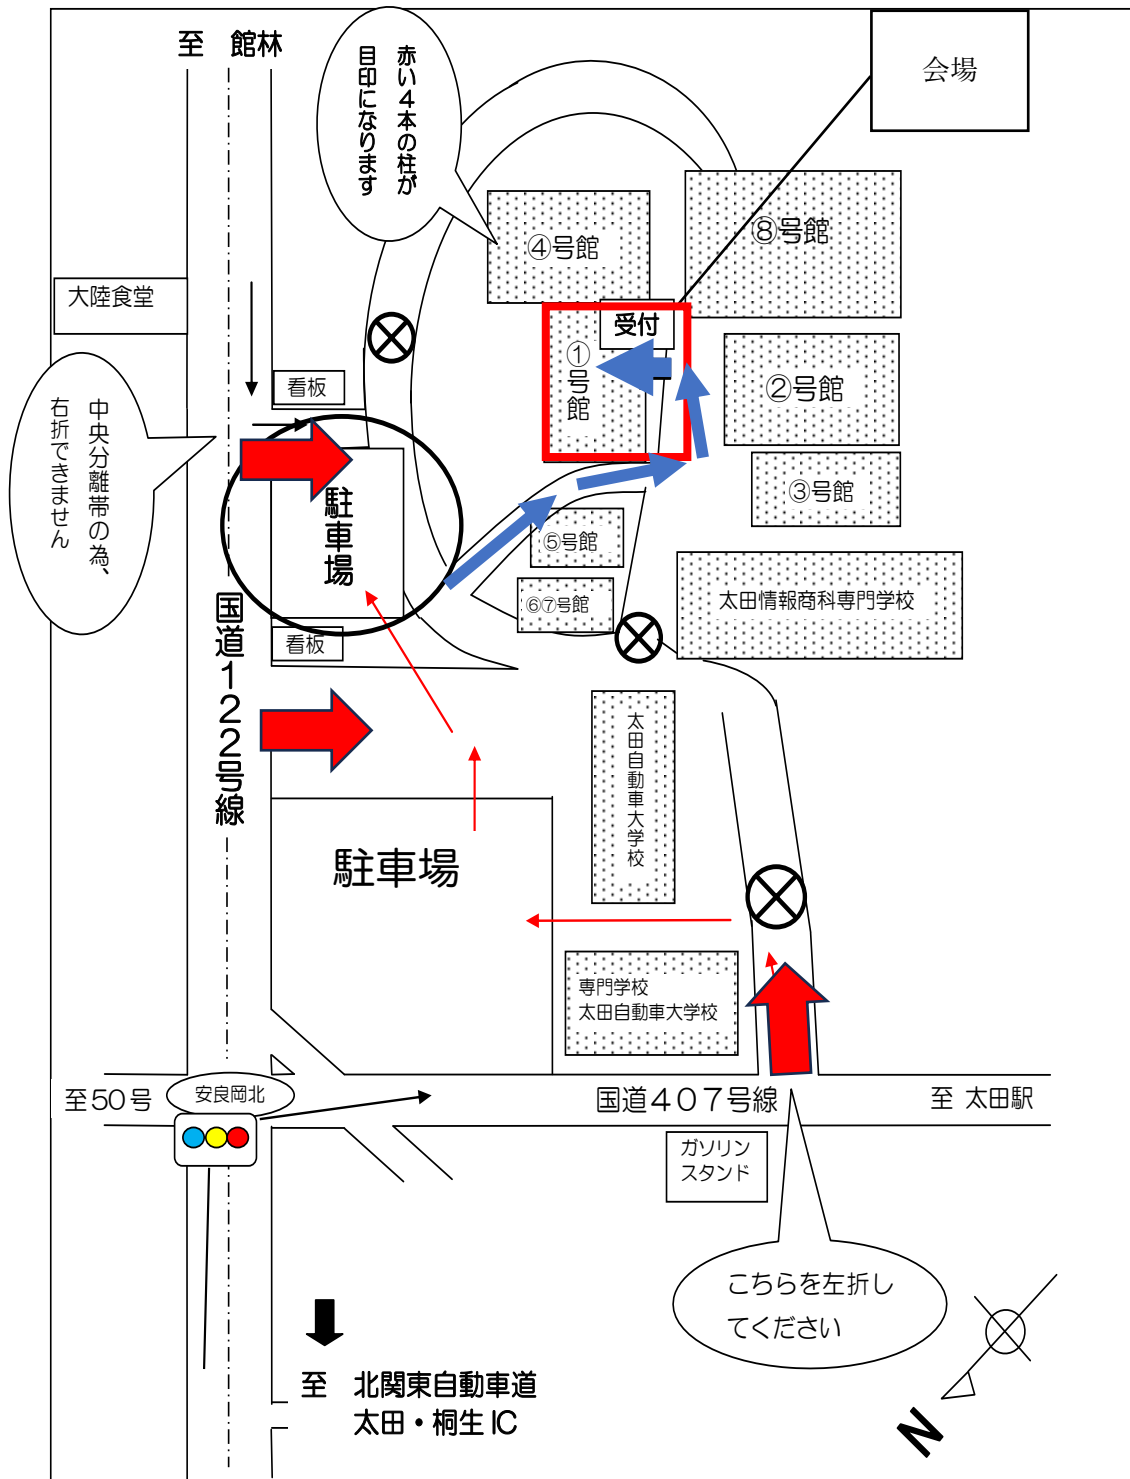 至　館林
赤い４本の柱が
目印になります
会場
④号館
⑧号館
大陸食堂
受付
①号館
②号館
看板
中央分離帯の為、
右折できません
駐車場
③号館
⑤号館
⑥⑦号館
太田情報商科専門学校
看板
国道１２２号線
太田自動車大学校
駐車場
専門学校
太田自動車大学校
至50号
安良岡北
国道４０７号線
至 太田駅
ガソリン
スタンド
こちらを左折し
てください
至　北関東自動車道
太田・桐生IC
N